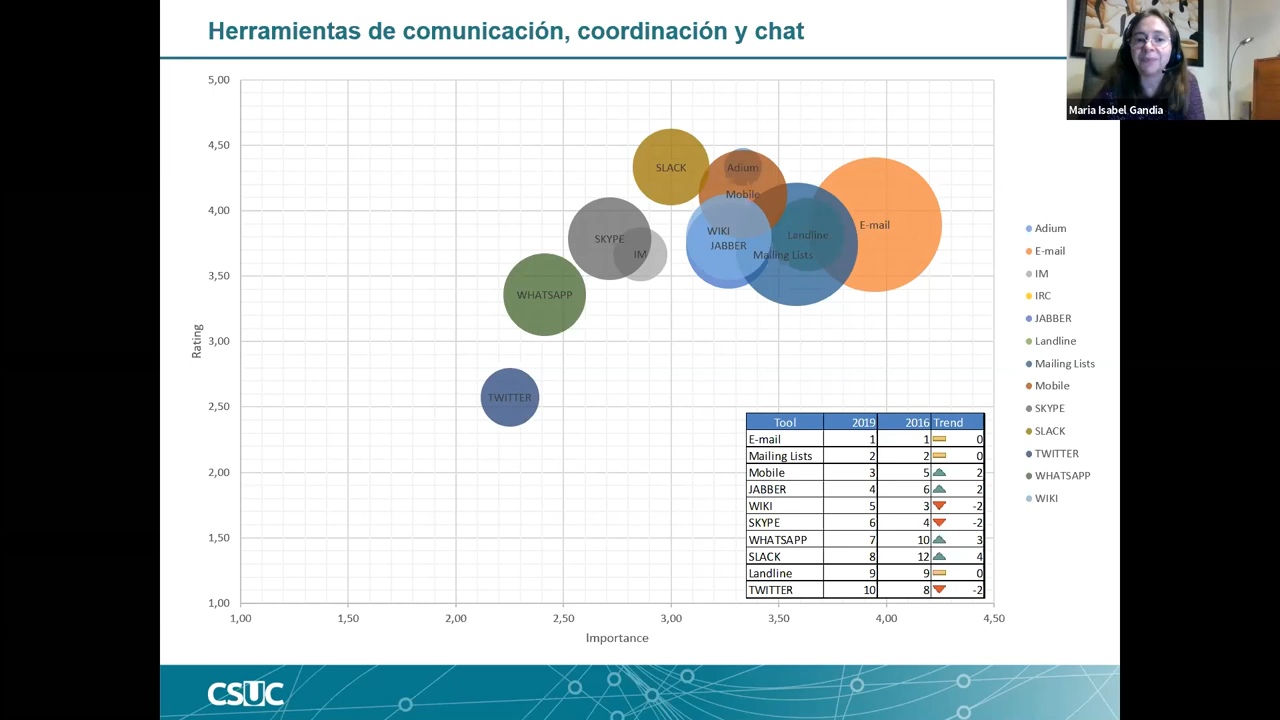 Herramientas de comunicación, coordinación y chat
Maria Isabel Gandia
5,00
4,50
4,00
3,50
3,00
2,50
2,00
1,50
1,00
Rating
SLACK
Adium
Mobile
SKYPE
IM
WIKI
JABBER
Landline
Mailing Lists
E-mail
WHATSAPP
TWITTER
Adium
E-mail
IM
IRC
JABBER
Landline
Mailing Lists
Mobile
SKYPE
SLACK
TWITTER
WHATSAPP
WIKI
Tool 2019 2016 Trend
E-mail 1 1 0
Mailing Lists 2 2 0
Mobile 3 5 2
JABBER 4 6 2
WIKI 5 3 -2
SKYPE 6 4 -2
WHATSAPP 7 10 3
SLACK 8 12 4
Landline 9 9 0
TWITTER 10 8 -2
1,00 1,50 2,00 2,50 3,00 3,50 4,00 4,50
Importance
CSUC